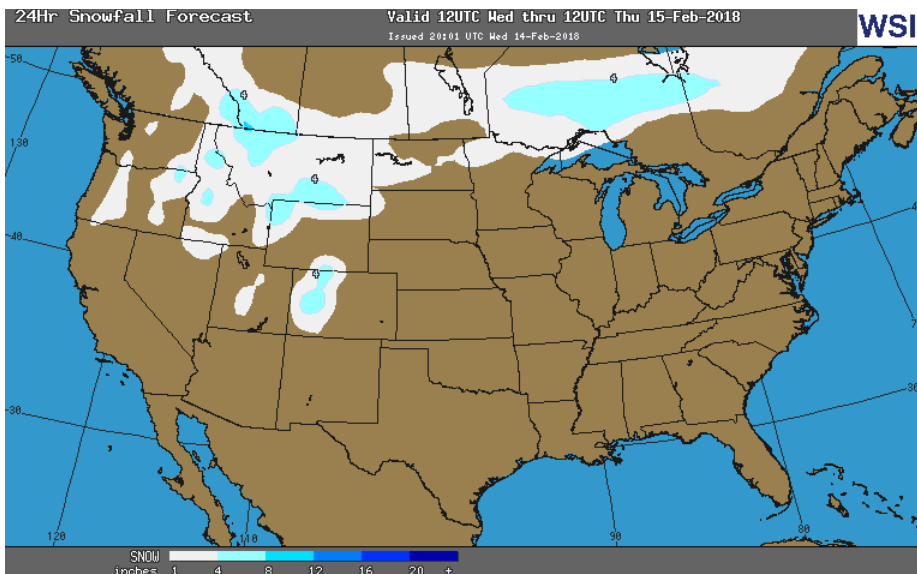 24Hr Snowfall Forecast
Valid 12UTC Wed thru 12UTC Thu 15-Feb-2018
Issued 20:01 UTC Wed 14-Feb-2018
WSI
50
4
4
130
4
40
4
30
30
120
110
90
80
SNOW
inches 1 4 8 12 16 20 +